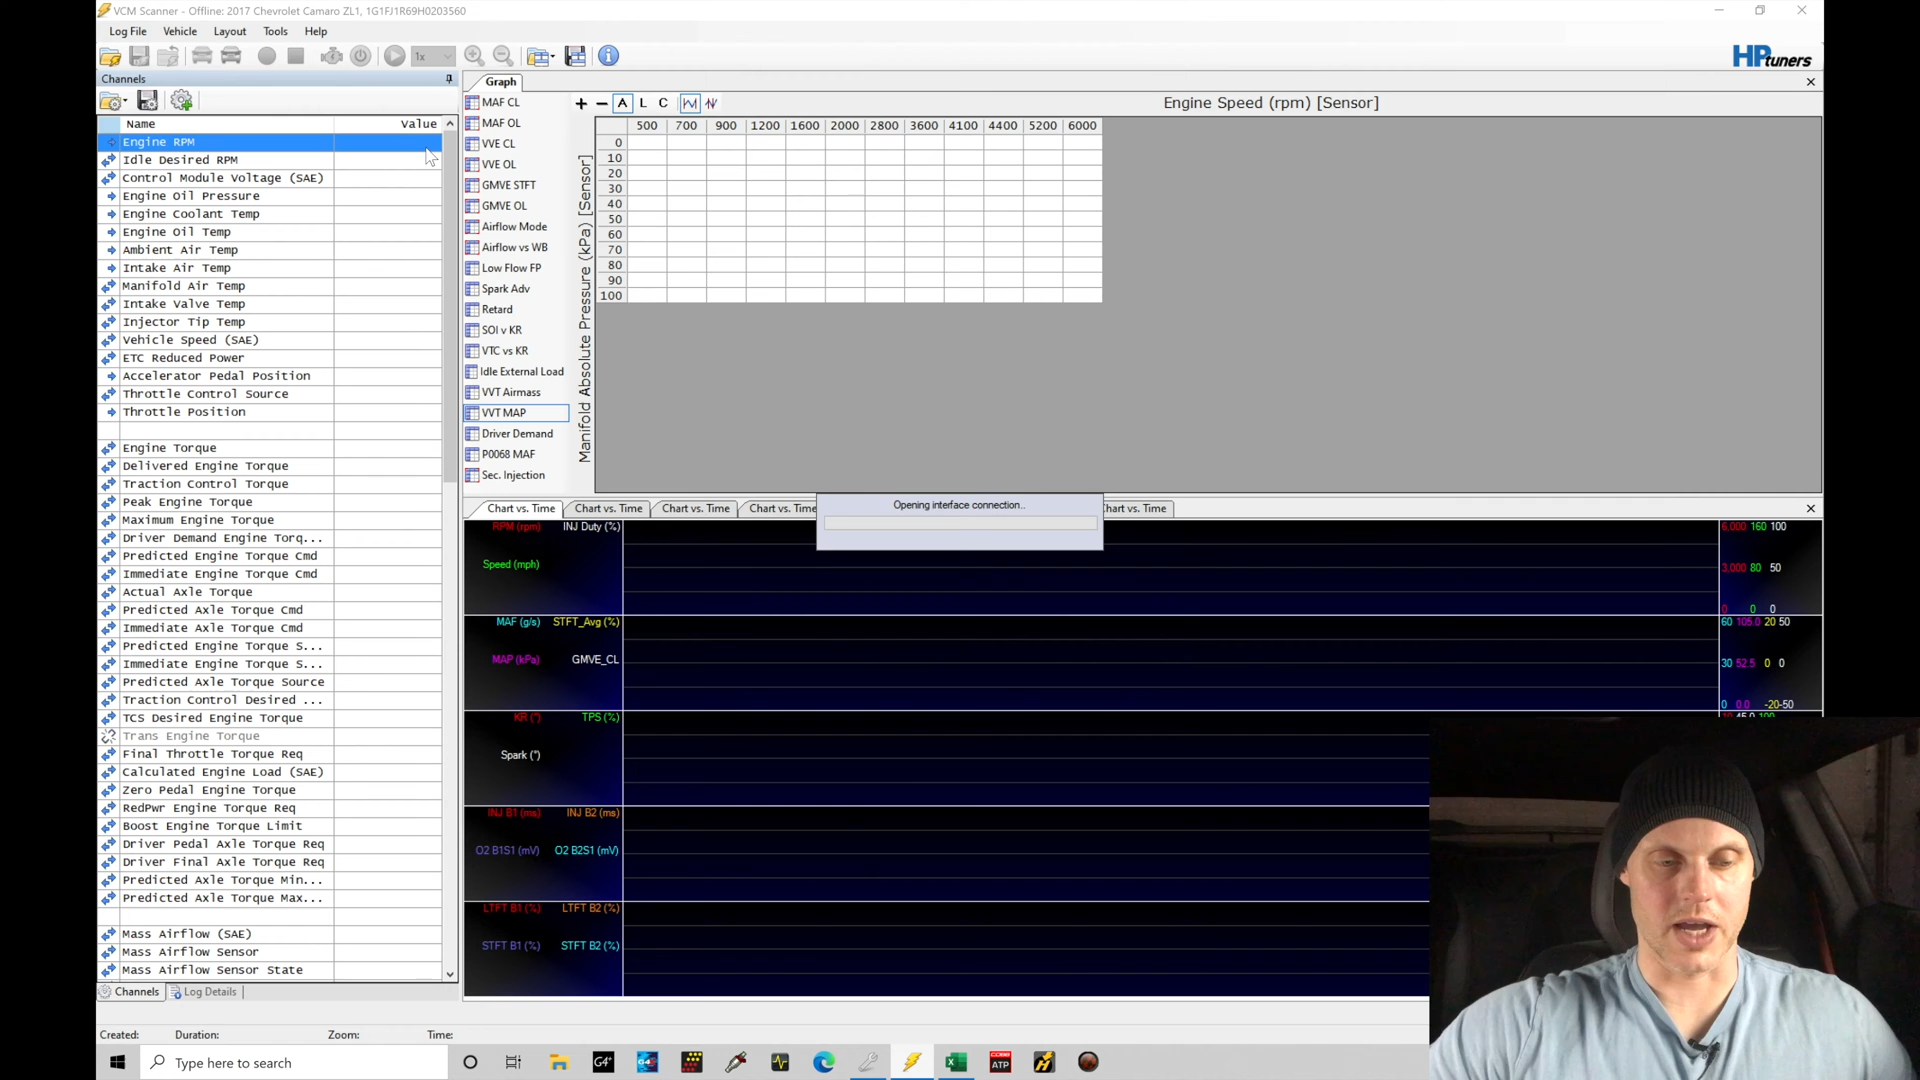 VCM Scanner - Offline: 2017 Chevrolet Camaro ZL1, 1G1FJ1R69H0203560
Log File Vehicle Layout Tools Help
1x
HPtuners
Channels
Graph
Name Value
Engine RPM
Idle Desired RPM
Control Module Voltage (SAE)
Engine Oil Pressure
Engine Coolant Temp
Engine Oil Temp
Ambient Air Temp
Intake Air Temp
Manifold Air Temp
Intake Valve Temp
Injector Tip Temp
Vehicle Speed (SAE)
ETC Reduced Power
Accelerator Pedal Position
Throttle Control Source
Throttle Position
Engine Torque
Delivered Engine Torque
Traction Control Torque
Peak Engine Torque
Maximum Engine Torque
Driver Demand Engine Torq...
Predicted Engine Torque Cmd
Immediate Engine Torque Cmd
Actual Axle Torque
Predicted Axle Torque Cmd
Immediate Axle Torque Cmd
Predicted Engine Torque S...
Immediate Engine Torque S...
Predicted Axle Torque Source
Traction Control Desired ...
TCS Desired Engine Torque
Trans Engine Torque
Final Throttle Torque Req
Calculated Engine Load (SAE)
Zero Pedal Engine Torque
RedPwr Engine Torque Req
Boost Engine Torque Limit
Driver Pedal Axle Torque Req
Driver Final Axle Torque Req
Predicted Axle Torque Min...
Predicted Axle Torque Max...
Mass Airflow (SAE)
Mass Airflow Sensor
Mass Airflow Sensor State
Channels Log Details
MAF CL
MAF OL
VVE CL
VVE OL
GMVE STFT
GMVE OL
Airflow Mode
Airflow vs WB
Low Flow FP
Spark Adv
Retard
SOI v KR
VTC vs KR
Idle External Load
VVT Airmass
VVT MAP
Driver Demand
P0068 MAF
Sec. Injection
A L C
Engine Speed (rpm) [Sensor]
Manifold Absolute Pressure (kPa) [Sensor]
500 700 900 1200 1600 2000 2800 3600 4100 4400 5200 6000
0
10
20
30
40
50
60
70
80
90
100
Opening interface connection..
Chart vs. Time Chart vs. Time Chart vs. Time Chart vs. Time Chart vs. Time
RPM (rpm) INJ Duty (%)
Speed (mph)
6,000 160 100
3,000 80 50
0 0 0
MAF (g/s) STFT_Avg (%)
MAP (kPa) GMVE_CL
60 105.0 20 50
30 52.5 0 0
0 0.0 -20 -50
KR (°) TPS (%)
Spark (°)
INJ B1 (ms) INJ B2 (ms)
O2 B1S1 (mV) O2 B2S1 (mV)
LTFT B1 (%) LTFT B2 (%)
STFT B1 (%) STFT B2 (%)
Created: Duration: Zoom: Time:
Type here to search
G4+
COBB
ATP